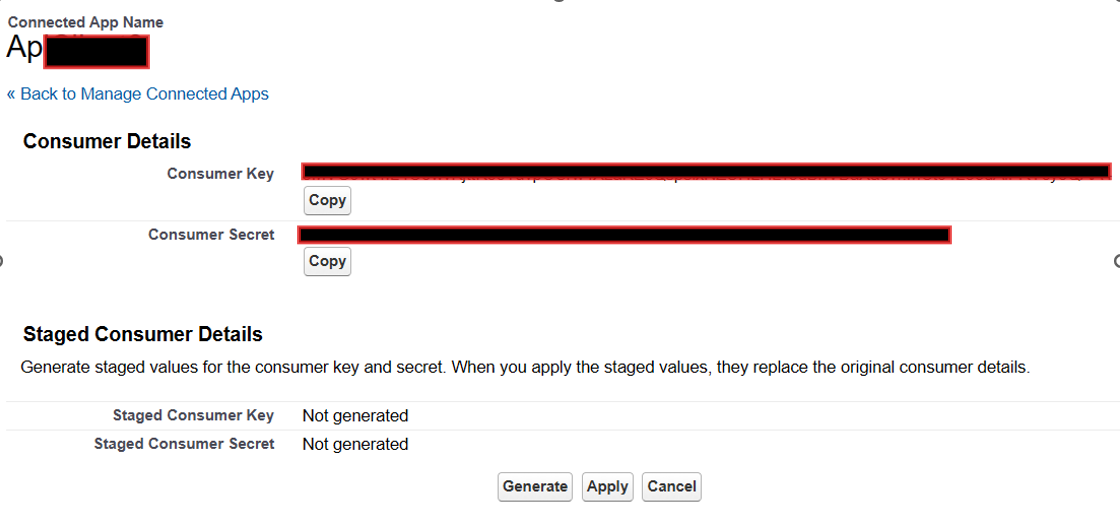 Connected App Name
Ap
« Back to Manage Connected Apps
Consumer Details
Consumer Key
Copy
Consumer Secret
Copy
Staged Consumer Details
Generate staged values for the consumer key and secret. When you apply the staged values, they replace the original consumer details.
Staged Consumer Key Not generated
Staged Consumer Secret Not generated
Generate Apply Cancel